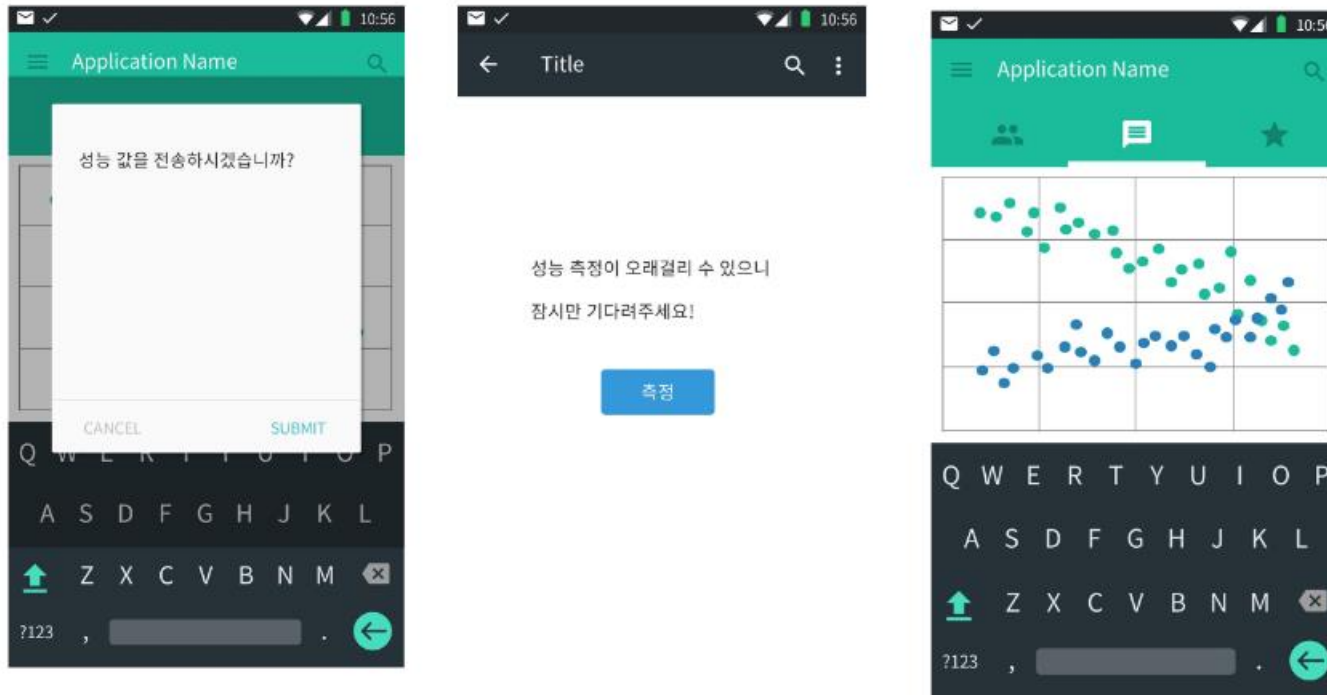 10:56
Application Name
성능 값을 전송하시겠습니까?
CANCEL SUBMIT
Q W E R T Y U I O P
A S D F G H J K L
Z X C V B N M
?123 , .
10:56
Title
성능 측정이 오래걸리 수 있으니
잠시만 기다려주세요!
측정
10:56
Application Name
Q W E R T Y U I O P
A S D F G H J K L
Z X C V B N M
?123 , .